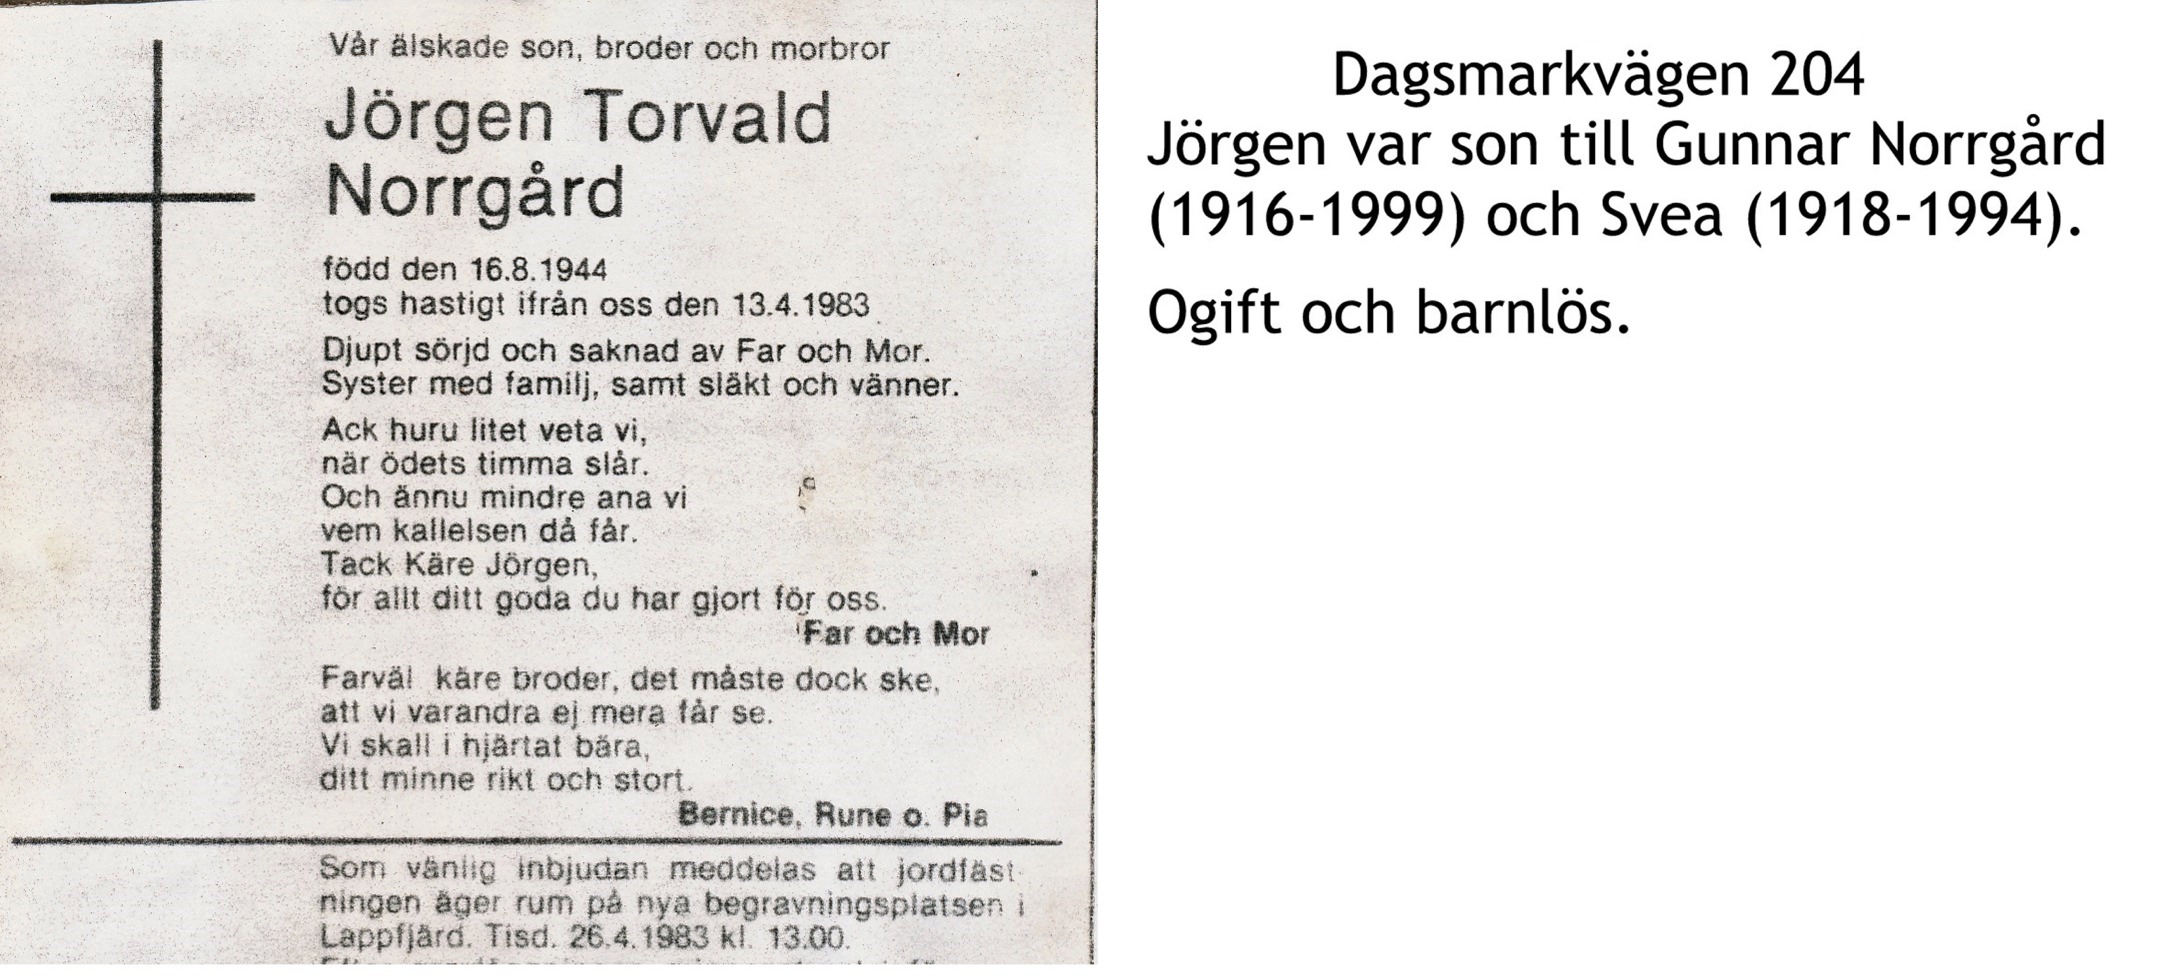 Vår älskade son, broder och morbror
Jörgen Torvald
Norrgård
född den 16.8.1944
togs hastigt ifrån oss den 13.4.1983
Djupt sörjd och saknad av Far och Mor.
Syster med familj, samt släkt och vänner.
Ack huru litet veta vi,
när ödets timma slår.
Och ännu mindre ana vi
vem kallelsen då får.
Tack Käre Jörgen,
för allt ditt goda du har gjort för oss.
Far och Mor
Farväl käre broder, det måste dock ske,
att vi varandra ej mera får se.
Vi skall i hjärtat bära,
ditt minne rikt och stort.
Bernice, Rune o. Pia
Som vänlig inbjudan meddelas att jordfäst-
ningen äger rum på nya begravningsplatsen i
Lappfjärd. Tisd. 26.4.1983 kl. 13.00.
Dagsmarkvägen 204
Jörgen var son till Gunnar Norrgård
(1916-1999) och Svea (1918-1994).
Ogift och barnlös.